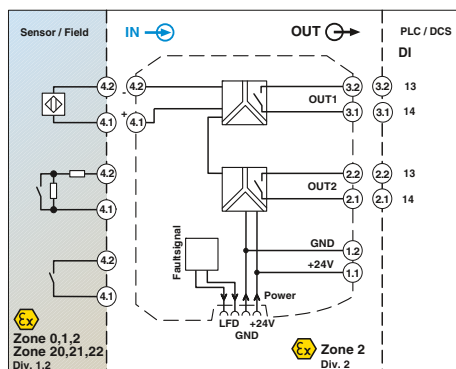 Sensor / Field
IN
OUT
PLC / DCS
DI
4.2
4.2
-
3.2
3.2
13
OUT1
4.1
+
4.1
3.1
3.1
14
4.2
2.2
2.2
13
OUT2
4.1
2.1
2.1
14
GND
1.2
4.2
Faultsignal
+24V
1.1
4.1
Power
LFD
+24V
GND
Ex
Zone 0,1,2
Zone 20,21,22
Div. 1,2
Ex
Zone 2
Div. 2